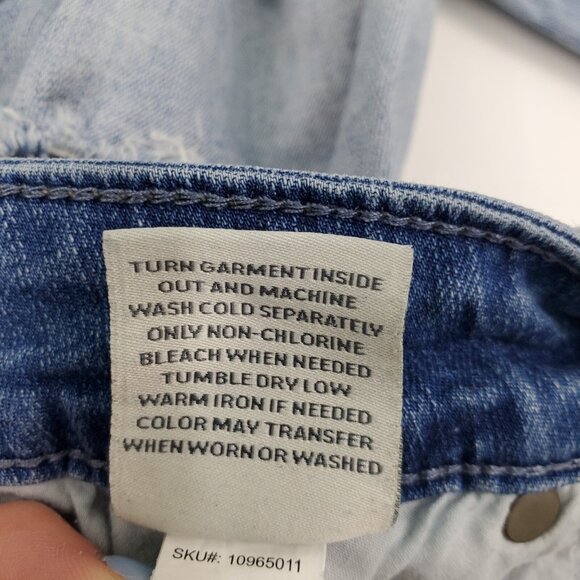 TURN GARMENT INSIDE
OUT AND MACHINE
WASH COLD SEPARATELY
ONLY NON-CHLORINE
BLEACH WHEN NEEDED
TUMBLE DRY LOW
WARM IRON IF NEEDED
COLOR MAY TRANSFER
WHEN WORN OR WASHED
SKU#: 10965011